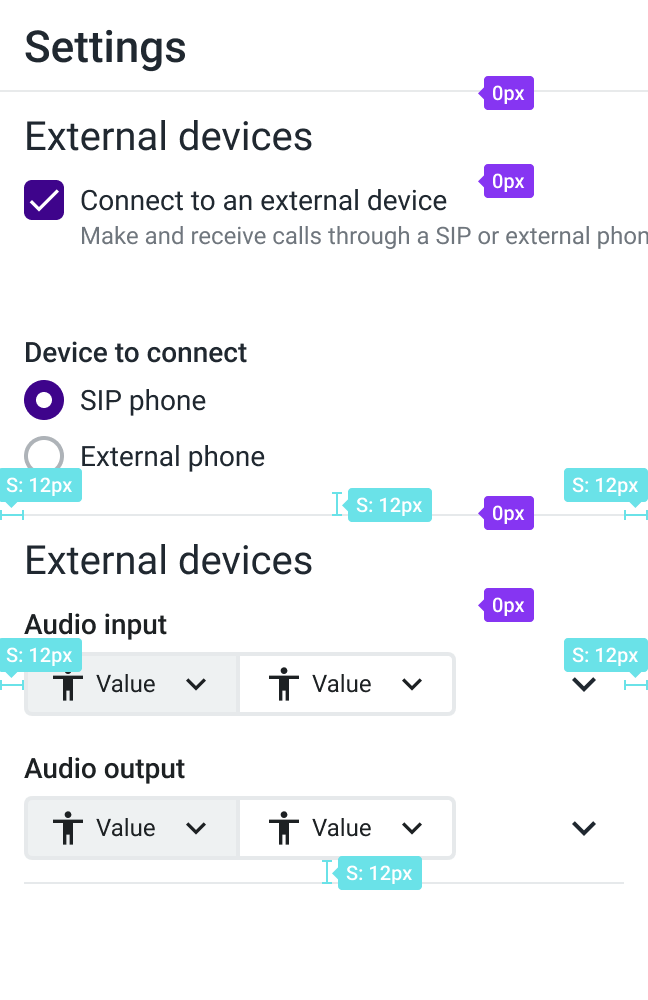 Settings
0px
External devices
0px
Connect to an external device
Make and receive calls through a SIP or external phon
Device to connect
SIP phone
External phone
S: 12px
S: 12px
S: 12px
0px
External devices
0px
Audio input
S: 12px
S: 12px
Value
Value
Audio output
Value
Value
S: 12px